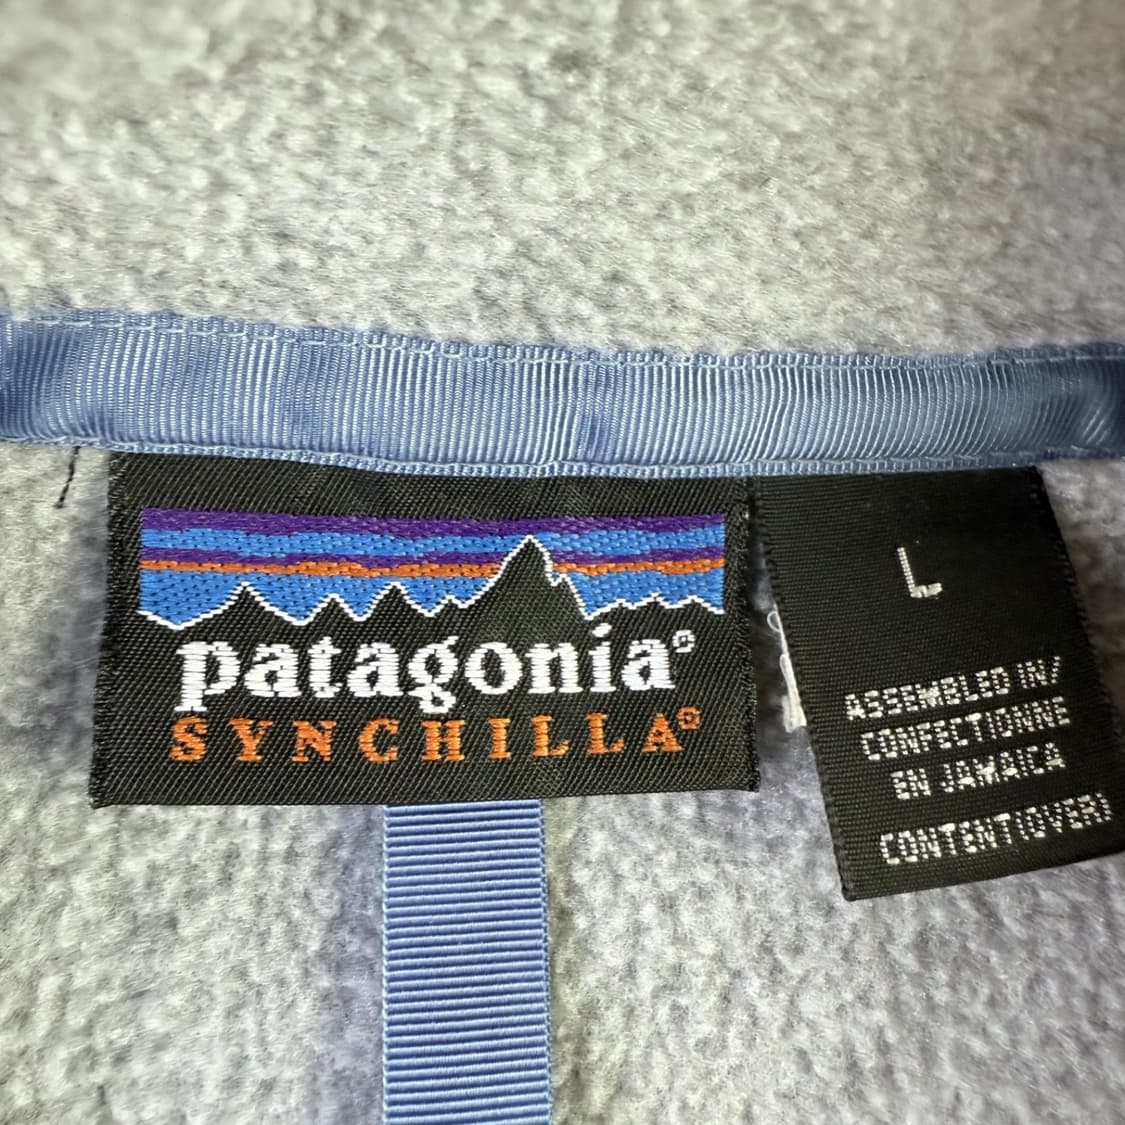 patagonia®
SYNCHILLA®
L
ASSEMBLED IN/
CONFECTIONNE
EN JAMAICA
CONTENT(OVER)